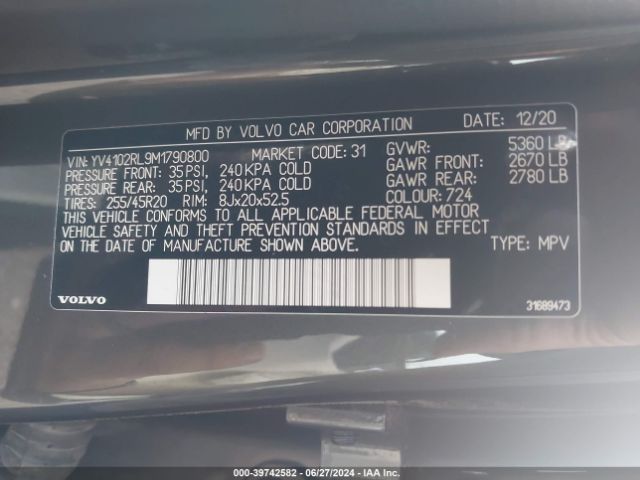 MFD BY VOLVO CAR CORPORATION DATE: 12/20
VIN: YV4102RL9M1790800 MARKET CODE: 31 GVWR: 5360 LB
PRESSURE FRONT: 35 PSI, 240 KPA COLD GAWR FRONT: 2670 LB
PRESSURE REAR: 35 PSI, 240 KPA COLD GAWR REAR: 2780 LB
TIRES: 255/45R20 RIM: 8Jx20x52.5 COLOUR: 724
THIS VEHICLE CONFORMS TO ALL APPLICABLE FEDERAL MOTOR
VEHICLE SAFETY AND THEFT PREVENTION STANDARDS IN EFFECT
ON THE DATE OF MANUFACTURE SHOWN ABOVE. TYPE: MPV
VOLVO 31689473
000-39742582 - 06/27/2024 - IAA Inc.